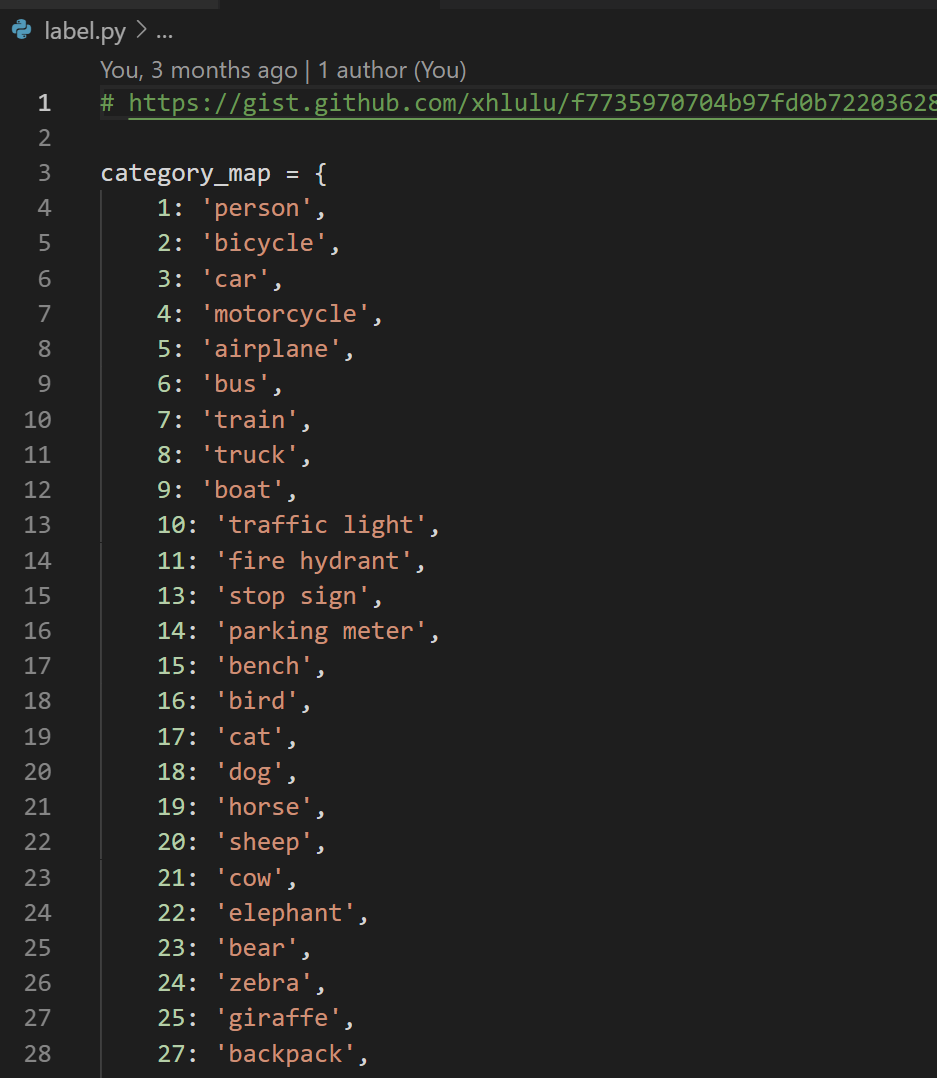 label.py > ...
You, 3 months ago | 1 author (You)
1 # https://gist.github.com/xhlulu/f7735970704b97fd0b72203628
2
3 category_map = {
4     1: 'person',
5     2: 'bicycle',
6     3: 'car',
7     4: 'motorcycle',
8     5: 'airplane',
9     6: 'bus',
10     7: 'train',
11     8: 'truck',
12     9: 'boat',
13     10: 'traffic light',
14     11: 'fire hydrant',
15     13: 'stop sign',
16     14: 'parking meter',
17     15: 'bench',
18     16: 'bird',
19     17: 'cat',
20     18: 'dog',
21     19: 'horse',
22     20: 'sheep',
23     21: 'cow',
24     22: 'elephant',
25     23: 'bear',
26     24: 'zebra',
27     25: 'giraffe',
28     27: 'backpack',